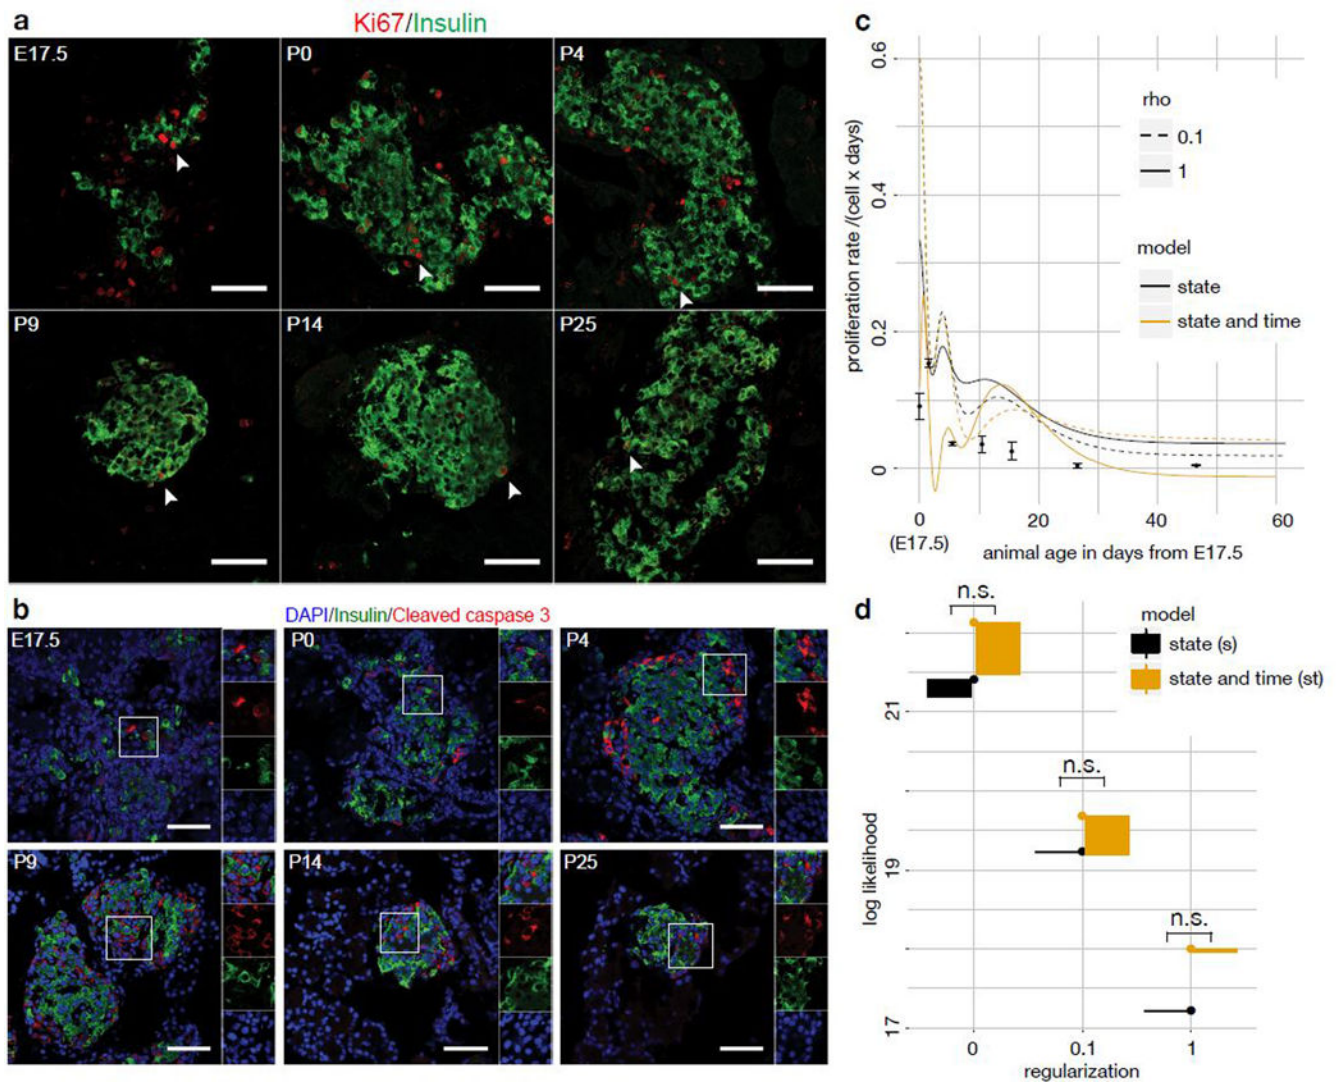 a
Ki67/Insulin
E17.5
P0
P4
P9
P14
P25
b
DAPI/Insulin/Cleaved caspase 3
E17.5
P0
P4
P9
P14
P25
c
proliferation rate /(cell x days)
0.6
0.4
0.2
0
rho
0.1
1
model
state
state and time
0
20
40
60
(E17.5)
animal age in days from E17.5
d
n.s.
model
state (s)
state and time (st)
n.s.
n.s.
log likelihood
21
19
17
0
0.1
1
regularization